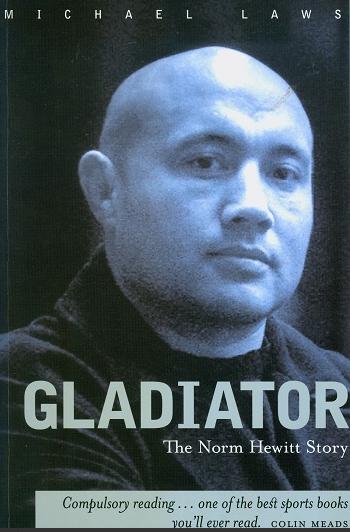 MICHAEL LAWS
GLADIATOR
The Norm Hewitt Story
Compulsory reading . . . one of the best sports books
you'll ever read. COLIN MEADS